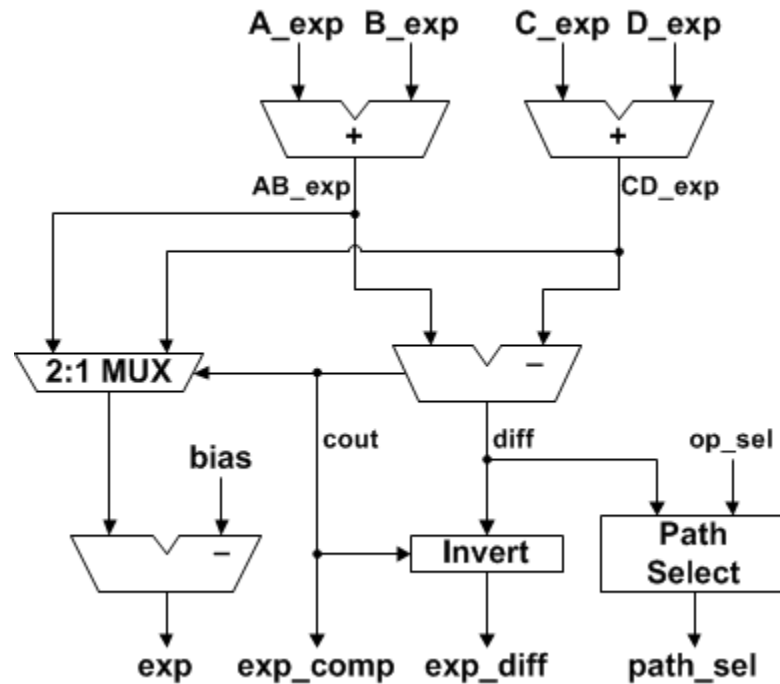 A_exp B_exp C_exp D_exp
+ +
AB_exp CD_exp
2:1 MUX −
cout diff op_sel
bias
− Invert Path
Select
exp exp_comp exp_diff path_sel